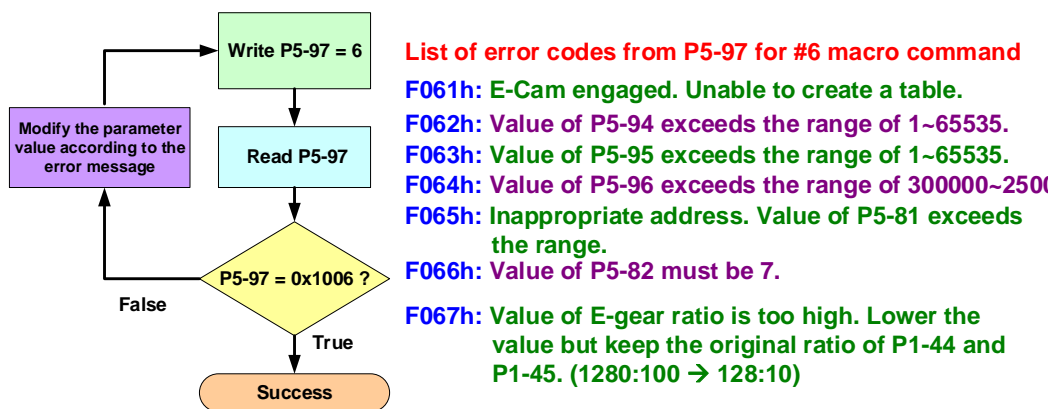 Write P5-97 = 6
Modify the parameter
value according to the
error message
Read P5-97
P5-97 = 0x1006 ?
False
True
Success
List of error codes from P5-97 for #6 macro command
F061h: E-Cam engaged. Unable to create a table.
F062h: Value of P5-94 exceeds the range of 1~65535.
F063h: Value of P5-95 exceeds the range of 1~65535.
F064h: Value of P5-96 exceeds the range of 300000~2500
F065h: Inappropriate address. Value of P5-81 exceeds
the range.
F066h: Value of P5-82 must be 7.
F067h: Value of E-gear ratio is too high. Lower the
value but keep the original ratio of P1-44 and
P1-45. (1280:100 → 128:10)